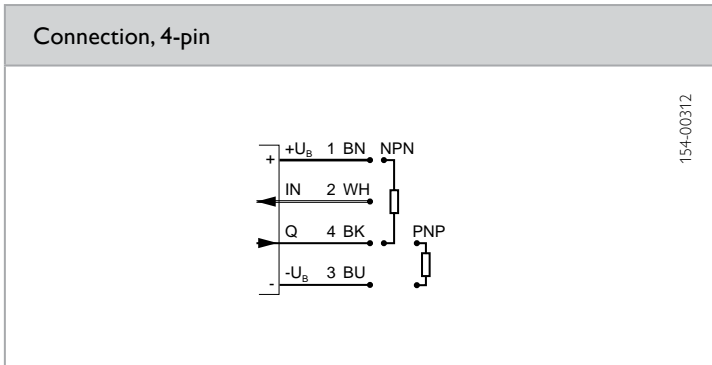 Connection, 4-pin
154-00312
+ +U_B 1 BN NPN
IN 2 WH
Q 4 BK PNP
- -U_B 3 BU